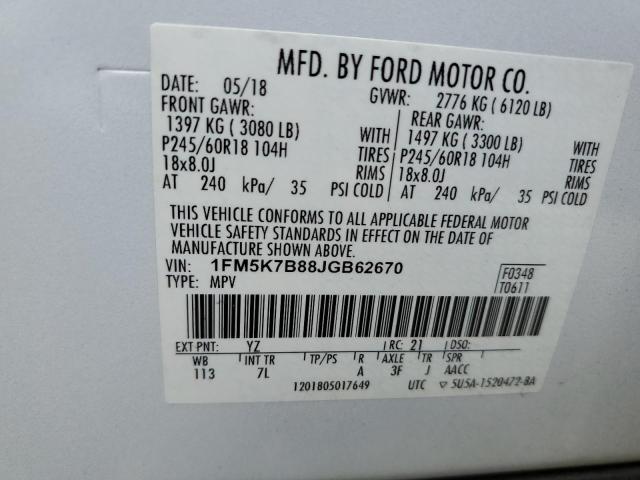 MFD. BY FORD MOTOR CO.
DATE: 05/18 GVWR: 2776 KG ( 6120 LB)
FRONT GAWR: REAR GAWR:
1397 KG ( 3080 LB) WITH 1497 KG ( 3300 LB) WITH
P245/60R18 104H TIRES P245/60R18 104H TIRES
18x8.0J RIMS 18x8.0J RIMS
AT 240 kPa/ 35 PSI COLD AT 240 kPa/ 35 PSI COLD
THIS VEHICLE CONFORMS TO ALL APPLICABLE FEDERAL MOTOR
VEHICLE SAFETY STANDARDS IN EFFECT ON THE DATE OF
MANUFACTURE SHOWN ABOVE.
VIN: 1FM5K7B88JGB62670 F0348
TYPE: MPV T0611
EXT PNT: YZ RC: 21 DSO:
WB INT TR TP/PS R AXLE TR SPR
113 7L A 3F J AACC
1201805017649 UTC ▽ 5U5A-1520472-BA